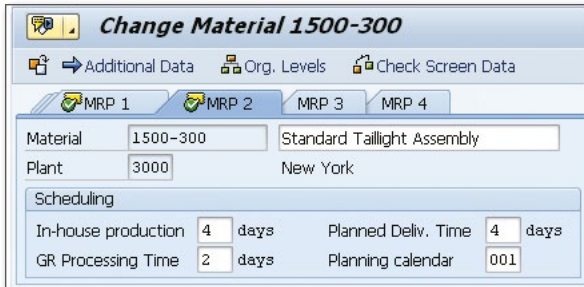 Change Material 1500-300
Additional Data Org. Levels Check Screen Data
MRP 1 MRP 2 MRP 3 MRP 4
Material 1500-300 Standard Taillight Assembly
Plant 3000 New York
Scheduling
In-house production 4 days Planned Deliv. Time 4 days
GR Processing Time 2 days Planning calendar 001